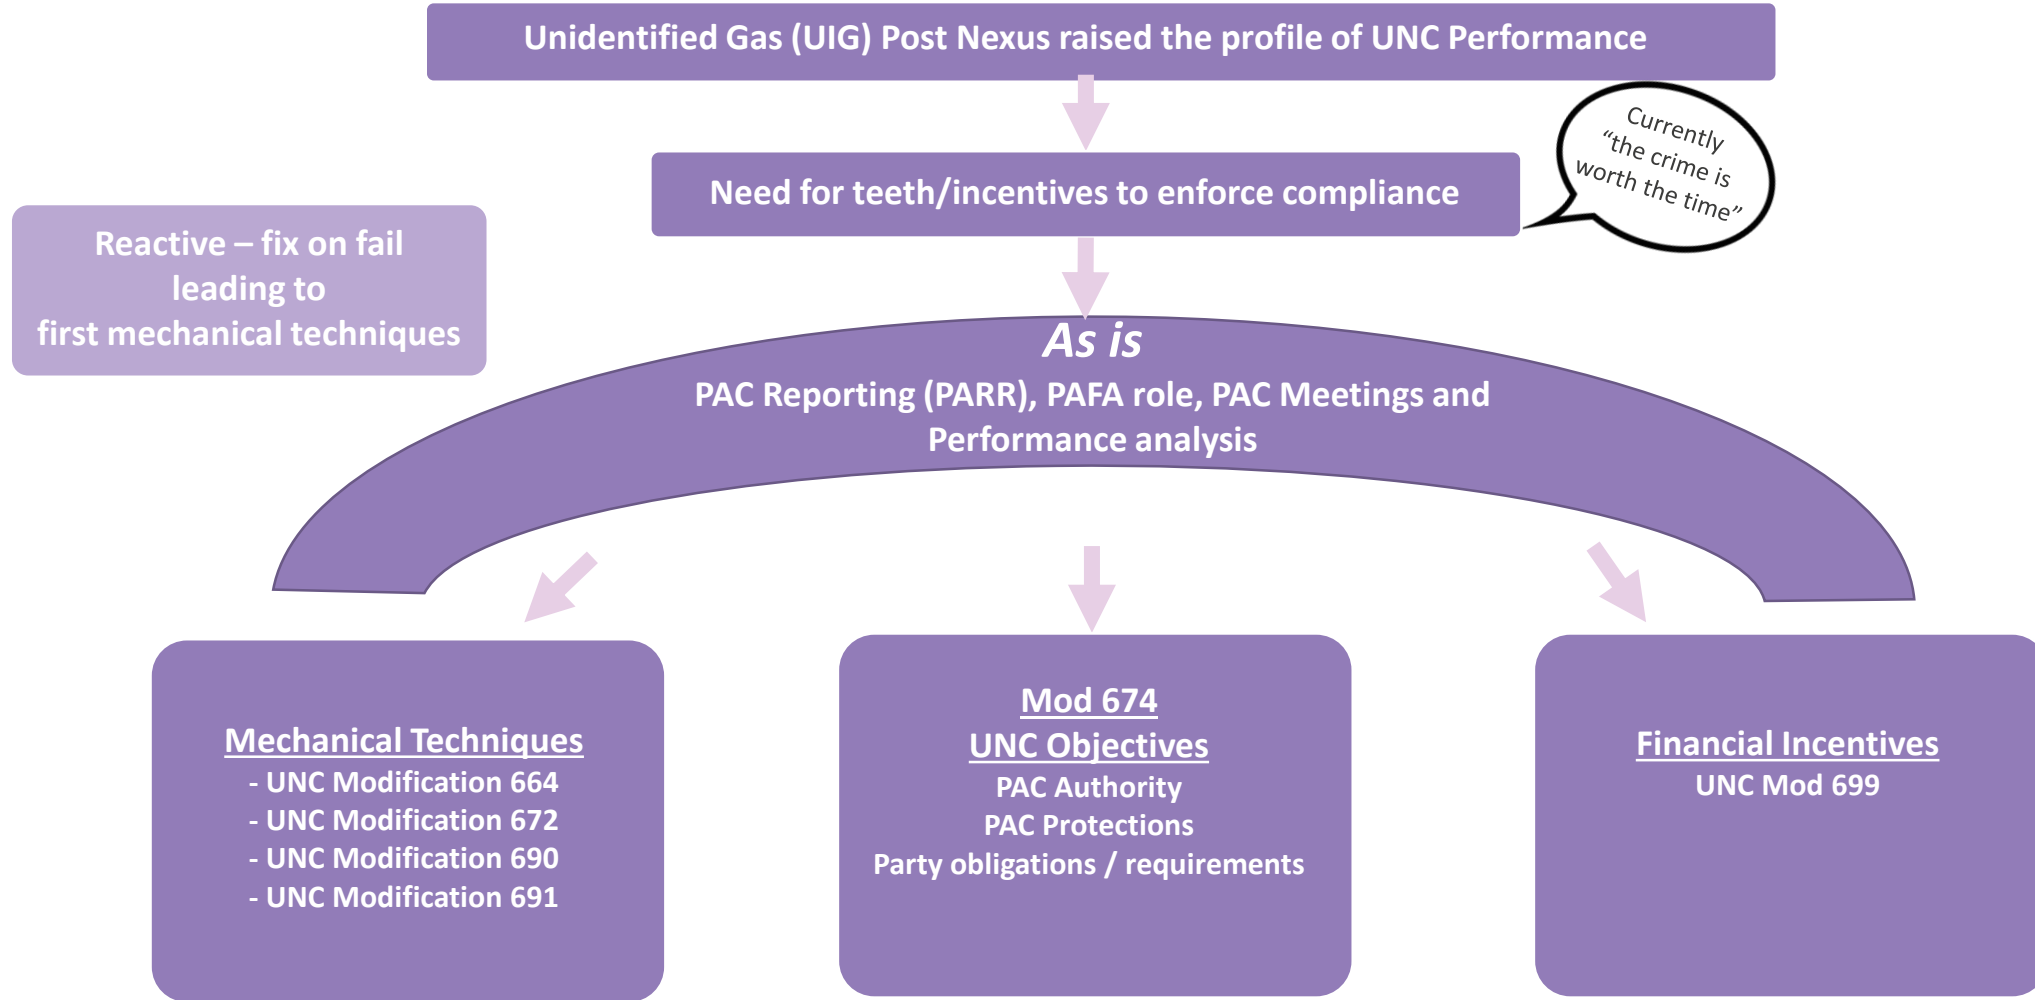 Unidentified Gas (UIG) Post Nexus raised the profile of UNC Performance
Currently
“the crime is
worth the time”
Need for teeth/incentives to enforce compliance
Reactive – fix on fail
leading to
first mechanical techniques
As is
PAC Reporting (PARR), PAFA role, PAC Meetings and
Performance analysis
Mechanical Techniques
- UNC Modification 664
- UNC Modification 672
- UNC Modification 690
- UNC Modification 691
Mod 674
UNC Objectives
PAC Authority
PAC Protections
Party obligations / requirements
Financial Incentives
UNC Mod 699